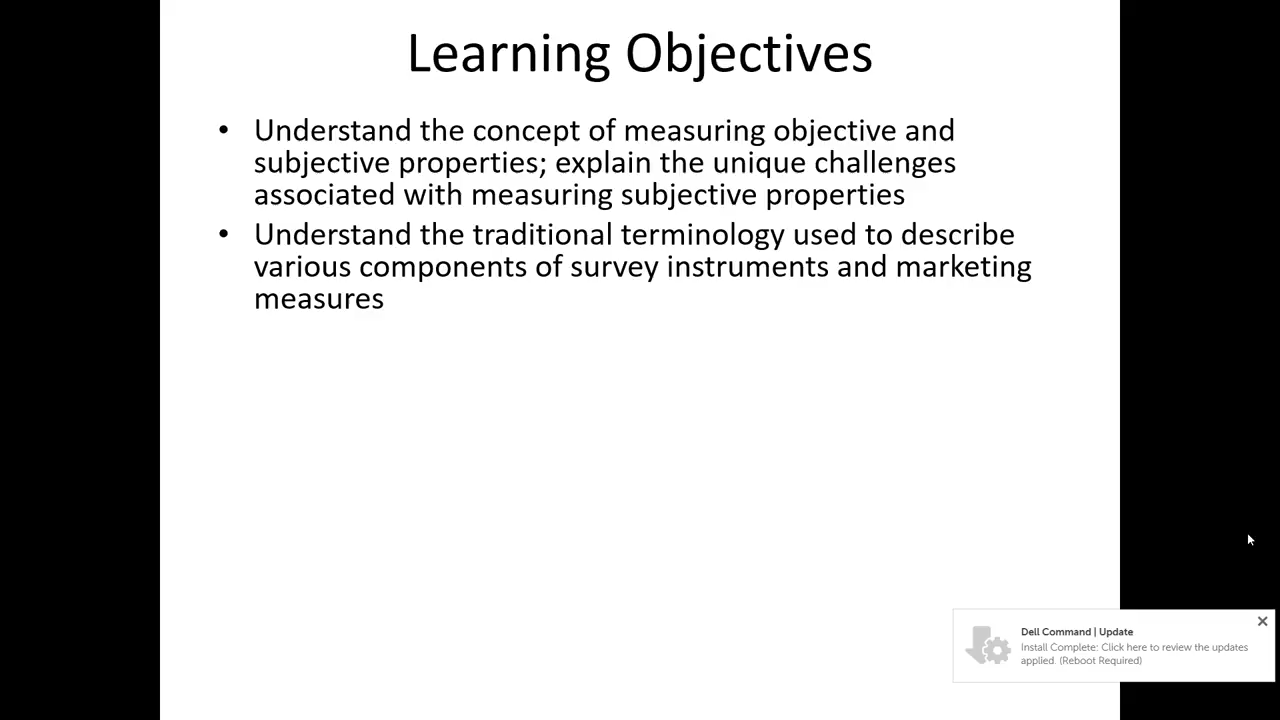 Learning Objectives
• Understand the concept of measuring objective and
subjective properties; explain the unique challenges
associated with measuring subjective properties
• Understand the traditional terminology used to describe
various components of survey instruments and marketing
measures
Dell Command | Update
Install Complete: Click here to review the updates
applied. (Reboot Required)